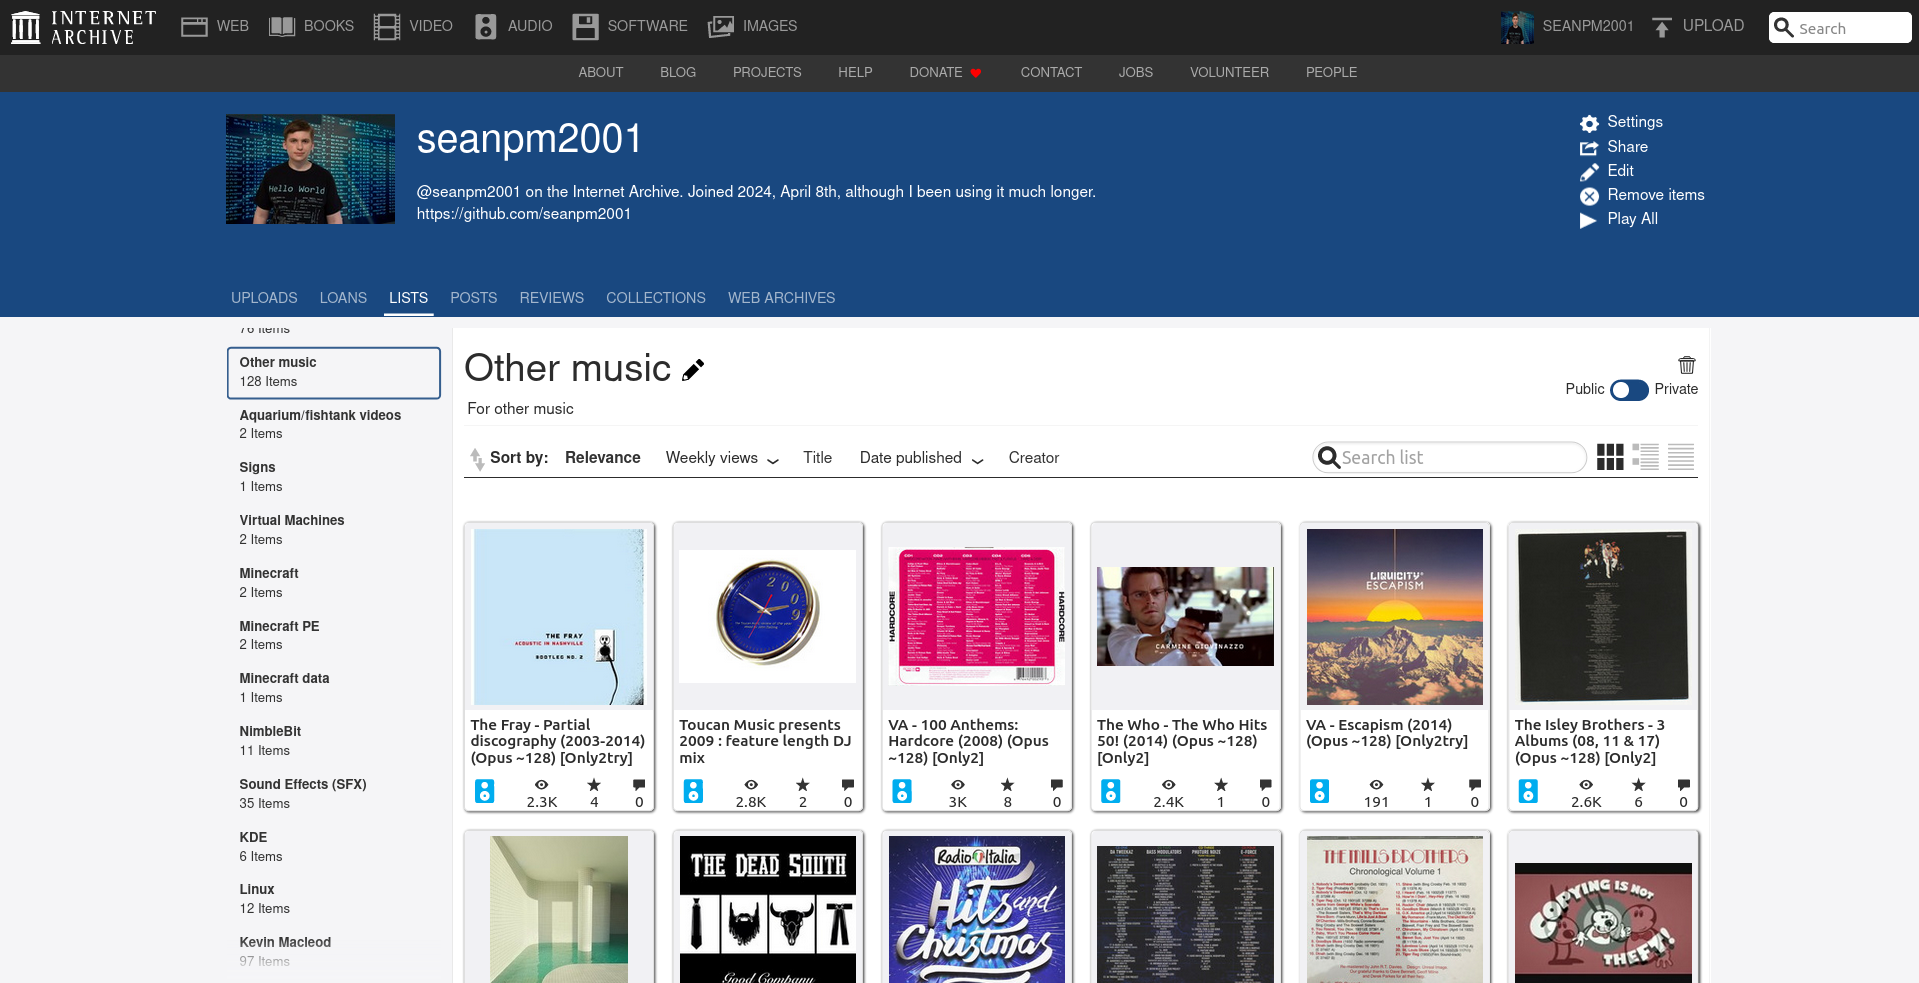 INTERNET ARCHIVE
WEB BOOKS VIDEO AUDIO SOFTWARE IMAGES
SEANPM2001 UPLOAD Search
ABOUT BLOG PROJECTS HELP DONATE CONTACT JOBS VOLUNTEER PEOPLE
Hello World
seanpm2001
@seanpm2001 on the Internet Archive. Joined 2024, April 8th, although I been using it much longer.
https://github.com/seanpm2001
Settings
Share
Edit
Remove items
Play All
UPLOADS LOANS LISTS POSTS REVIEWS COLLECTIONS WEB ARCHIVES
76 Items
Other music
128 Items
Aquarium/fishtank videos
2 Items
Signs
1 Items
Virtual Machines
2 Items
Minecraft
2 Items
Minecraft PE
2 Items
Minecraft data
1 Items
NimbleBit
11 Items
Sound Effects (SFX)
35 Items
KDE
6 Items
Linux
12 Items
Kevin Macleod
97 Items
Other music
For other music
Public Private
Sort by: Relevance Weekly views Title Date published Creator
Search list
THE FRAY
ACOUSTIC IN NASHVILLE
BOOTLEG NO. 2
The Fray - Partial
discography (2003-2014)
(Opus ~128) [Only2try]
2.3K 4 0
2009
Toucan Music presents
2009 : feature length DJ
mix
2.8K 2 0
HARDCORE
HARDCORE
VA - 100 Anthems:
Hardcore (2008) (Opus
~128) [Only2]
3K 8 0
CARMINE GIOVINAZZO
The Who - The Who Hits
50! (2014) (Opus ~128)
[Only2]
2.4K 1 0
LIQUICITY
ESCAPISM
VA - Escapism (2014)
(Opus ~128) [Only2try]
191 1 0
The Isley Brothers - 3
Albums (08, 11 & 17)
(Opus ~128) [Only2]
2.6K 6 0
THE DEAD SOUTH
Good Company
Radio Italia
Hits and
Christmas
DA TWEEKAZ BASS MODULATORS PHUTURE NOIZE E-FORCE
THE MILLS BROTHERS
Chronological Volume 1
COPYING IS NOT
THEFT!